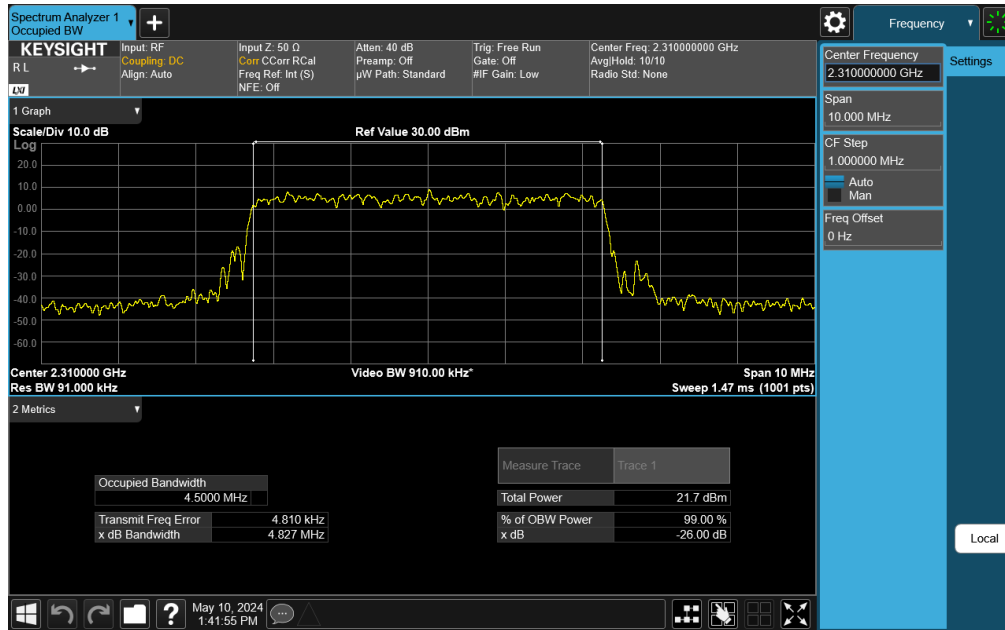 Spectrum Analyzer 1
Occupied BW
+
Frequency
KEYSIGHT
R L
LXI
Input: RF
Coupling: DC
Align: Auto
Input Z: 50 Ω
Corr CCorr RCal
Freq Ref: Int (S)
NFE: Off
Atten: 40 dB
Preamp: Off
µW Path: Standard
Trig: Free Run
Gate: Off
#IF Gain: Low
Center Freq: 2.310000000 GHz
Avg|Hold: 10/10
Radio Std: None
Center Frequency
2.310000000 GHz
Settings
Span
10.000 MHz
CF Step
1.000000 MHz
Auto
Man
Freq Offset
0 Hz
Local
1 Graph
Scale/Div 10.0 dB
Ref Value 30.00 dBm
Log
20.0
10.0
0.00
-10.0
-20.0
-30.0
-40.0
-50.0
-60.0
Center 2.310000 GHz
Video BW 910.00 kHz*
Span 10 MHz
Res BW 91.000 kHz
Sweep 1.47 ms (1001 pts)
2 Metrics
Measure Trace
Trace 1
Occupied Bandwidth
4.5000 MHz
Total Power
21.7 dBm
Transmit Freq Error
4.810 kHz
% of OBW Power
99.00 %
x dB Bandwidth
4.827 MHz
x dB
-26.00 dB
?
May 10, 2024
1:41:55 PM